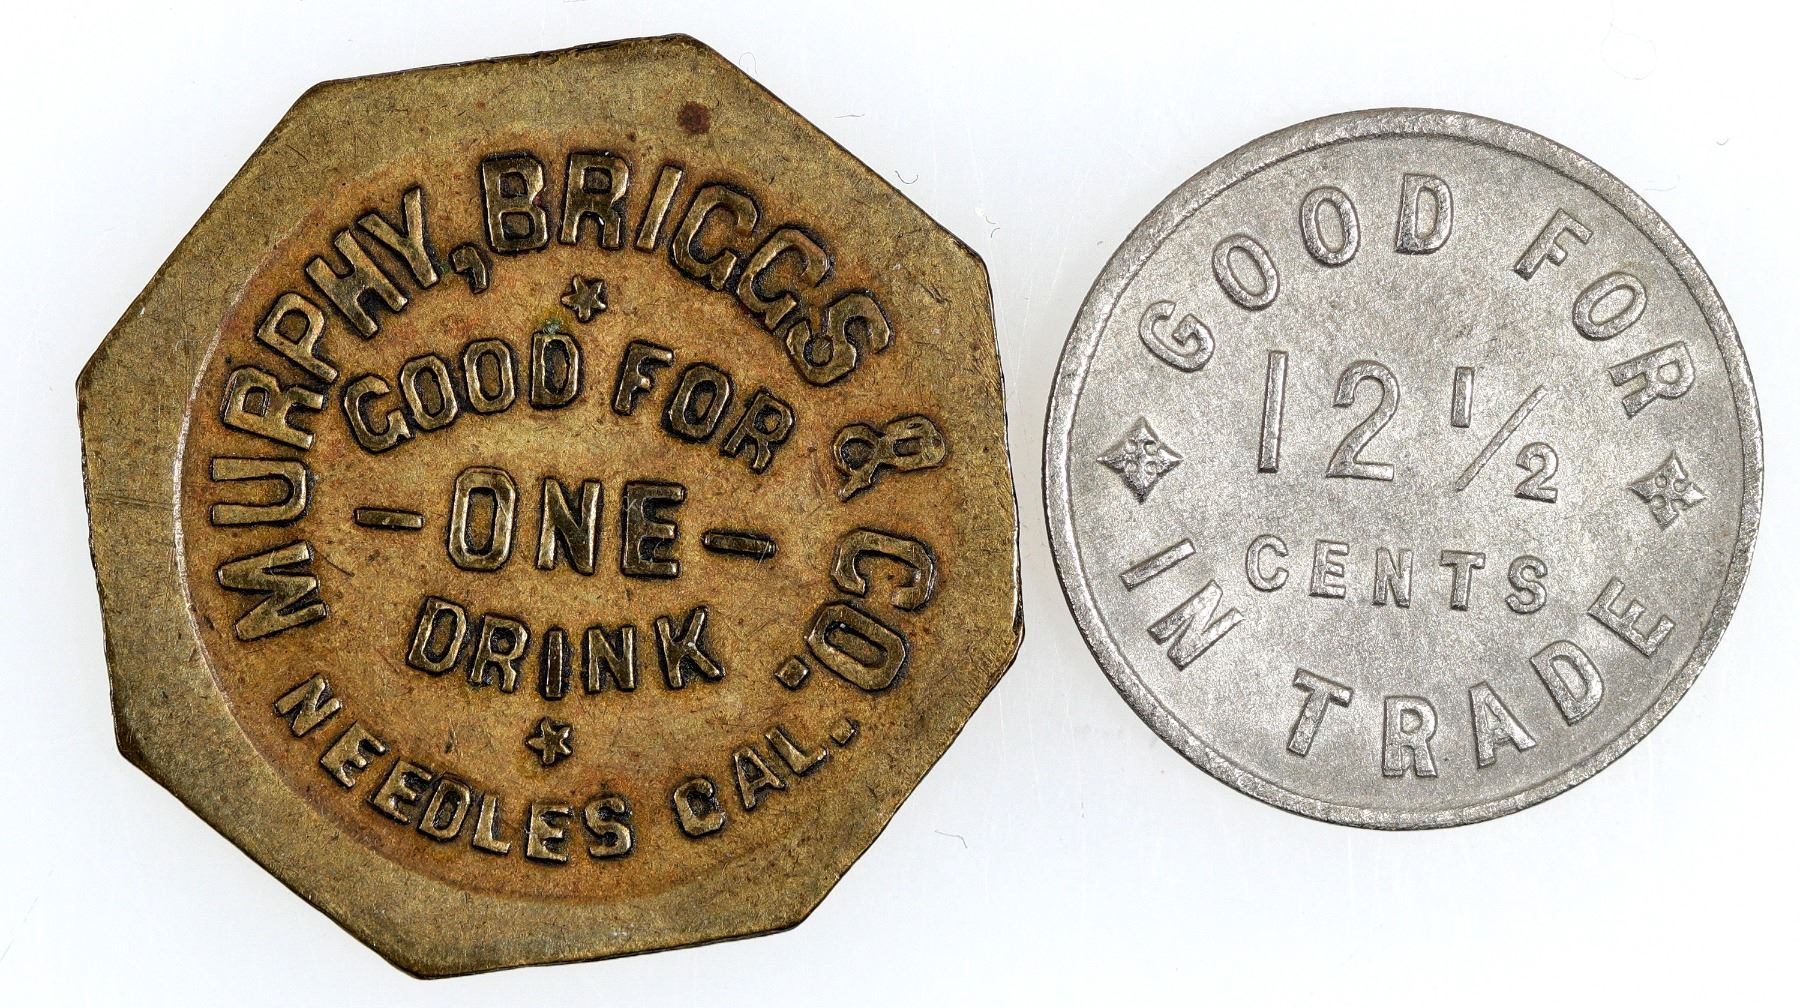 MURPHY, BRIGGS & CO.
GOOD FOR
- ONE -
DRINK
NEEDLES CAL.
GOOD FOR
12 1/2
CENTS
IN TRADE